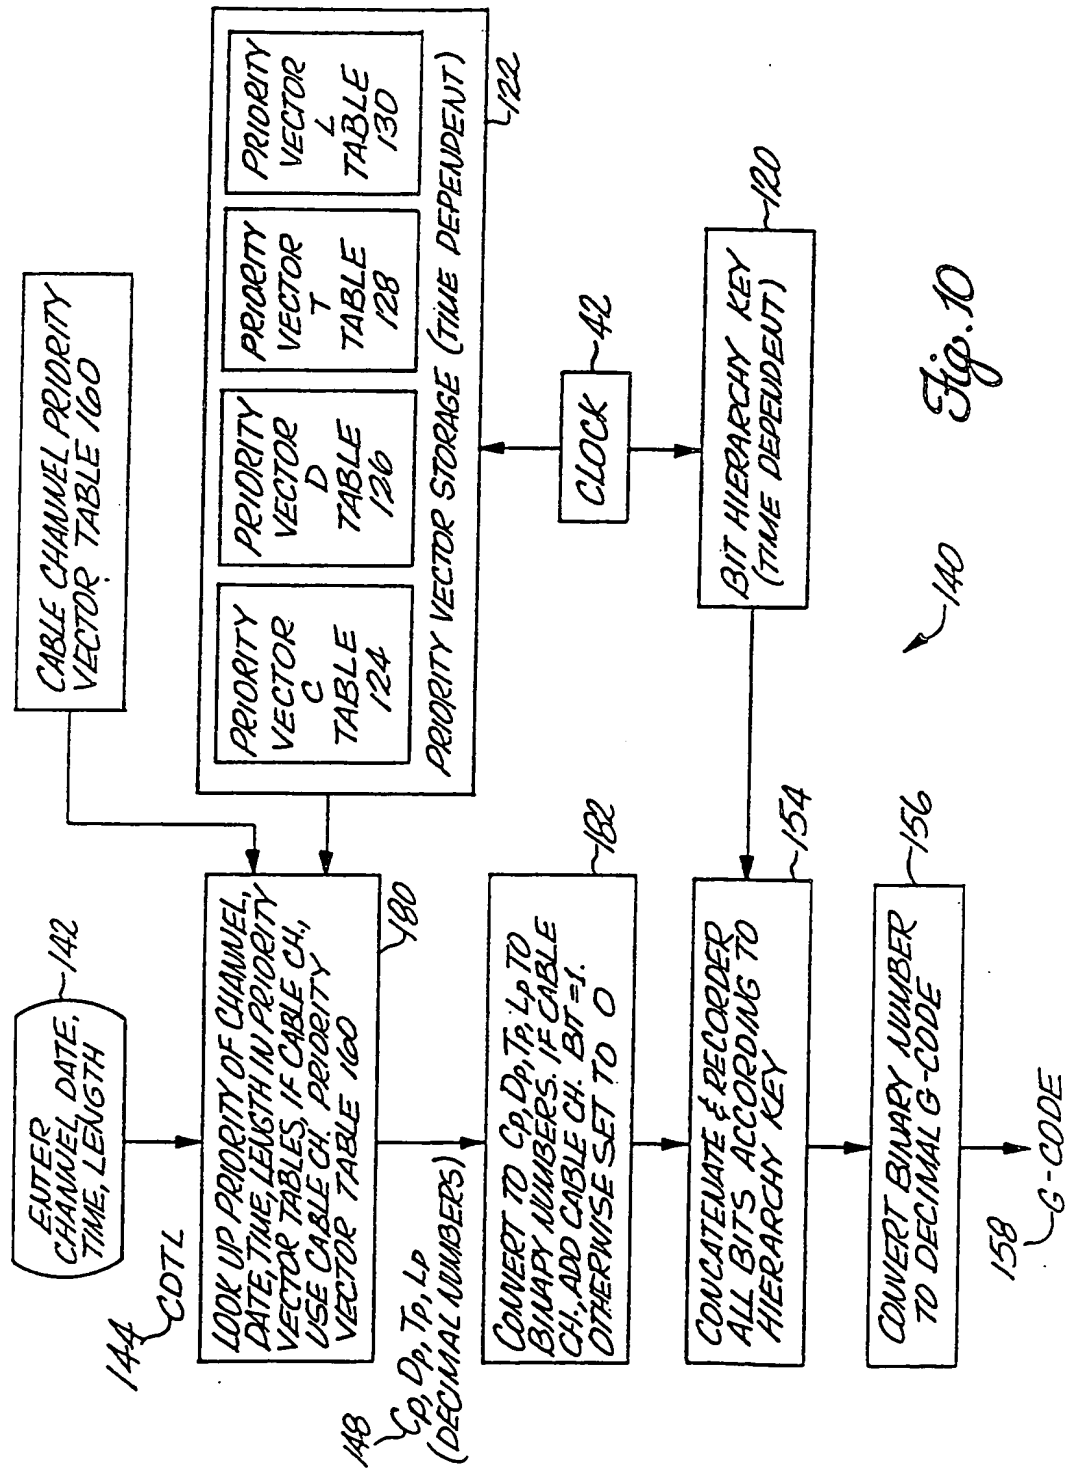 ENTER
CHANNEL DATE,
TIME, LENGTH
142
144
CDTL
LOOK UP PRIORITY OF CHANNEL,
DATE, TIME, LENGTH IN PRIORITY
VECTOR TABLES, IF CABLE CH.,
USE CABLE CH. PRIORITY
VECTOR TABLE 160
180
148
Cp, Dp, Tp, Lp
(DECIMAL NUMBERS)
CONVERT TO Cp, Dp, Tp, Lp TO
BINAPY NUMBERS. IF CABLE
CH., ADD CABLE CH. BIT =1.
OTHERWISE SET TO 0
182
CONCATENATE & REORDER
ALL BITS ACCORDING TO
HIERARCHY KEY
154
CONVERT BINARY NUMBER
TO DECIMAL G-CODE
156
158
G-CODE
CABLE CHANNEL PRIORITY
VECTOR TABLE 160
PRIORITY
VECTOR
C
TABLE
124
PRIORITY
VECTOR
D
TABLE
126
PRIORITY
VECTOR
T
TABLE
128
PRIORITY
VECTOR
L
TABLE
130
PRIORITY VECTOR STORAGE (TIME DEPENDENT)
122
CLOCK
42
BIT HIERARCHY KEY
(TIME DEPENDENT)
120
140
Fig. 10